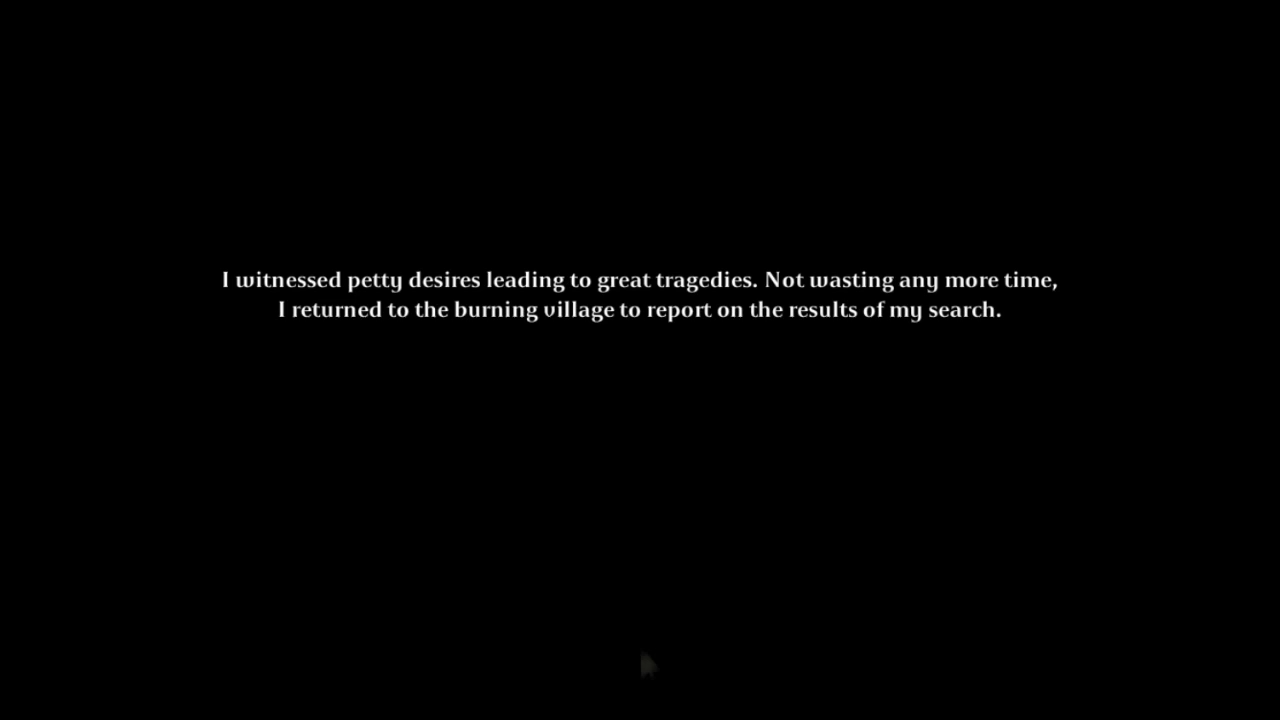 I witnessed petty desires leading to great tragedies. Not wasting any more time,
I returned to the burning village to report on the results of my search.